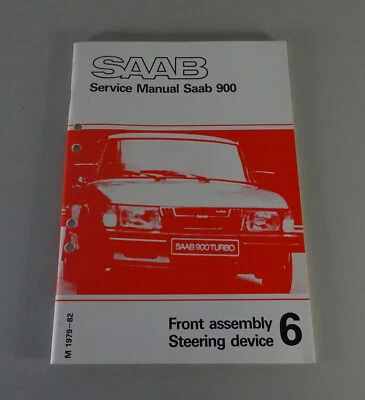 SAAB
Service Manual Saab 900
SAAB 900 TURBO
Front assembly
Steering device 6
M 1979-82